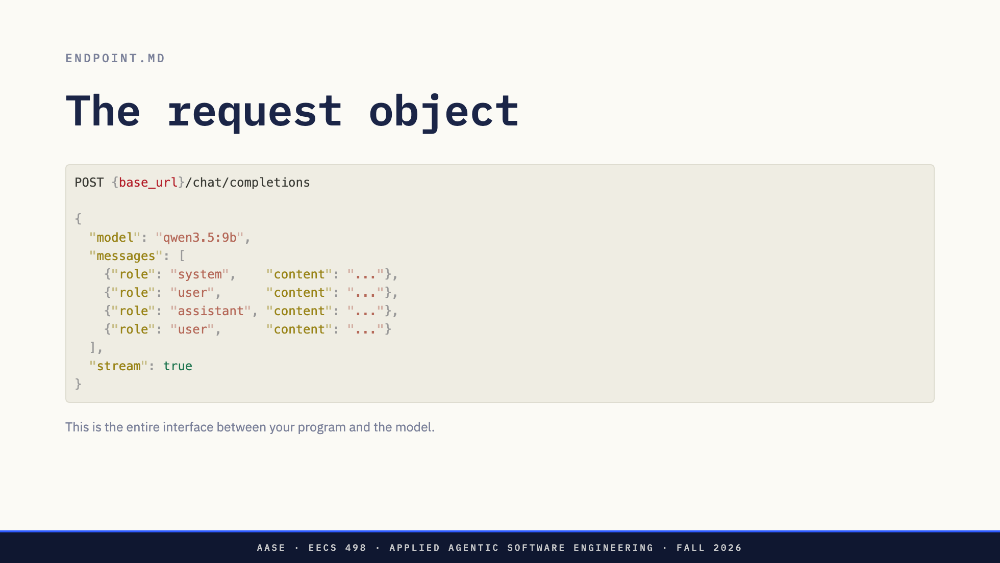 ENDPOINT.MD
The request object
POST {base_url}/chat/completions
{
  "model": "qwen3.5:9b",
  "messages": [
    {"role": "system",    "content": "..."},
    {"role": "user",      "content": "..."},
    {"role": "assistant", "content": "..."},
    {"role": "user",      "content": "..."}
  ],
  "stream": true
}
This is the entire interface between your program and the model.
AASE · EECS 498 · APPLIED AGENTIC SOFTWARE ENGINEERING · FALL 2026